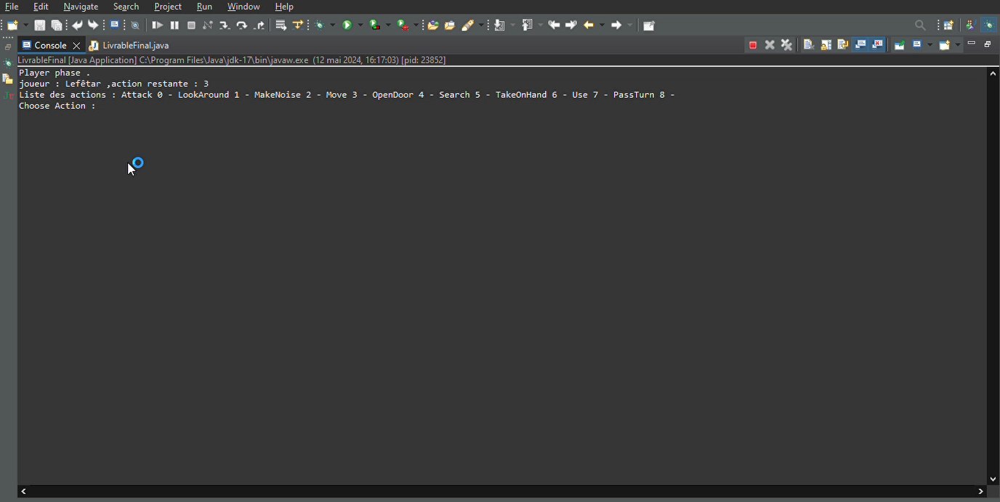 File Edit Navigate Search Project Run Window Help
Console LivrableFinal.java
LivrableFinal [Java Application] C:\Program Files\Java\jdk-17\bin\javaw.exe (12 mai 2024, 16:17:03) [pid: 23852]
Player phase .
joueur : Lefêtar ,action restante : 3
Liste des actions : Attack 0 - LookAround 1 - MakeNoise 2 - Move 3 - OpenDoor 4 - Search 5 - TakeOnHand 6 - Use 7 - PassTurn 8 -
Choose Action :